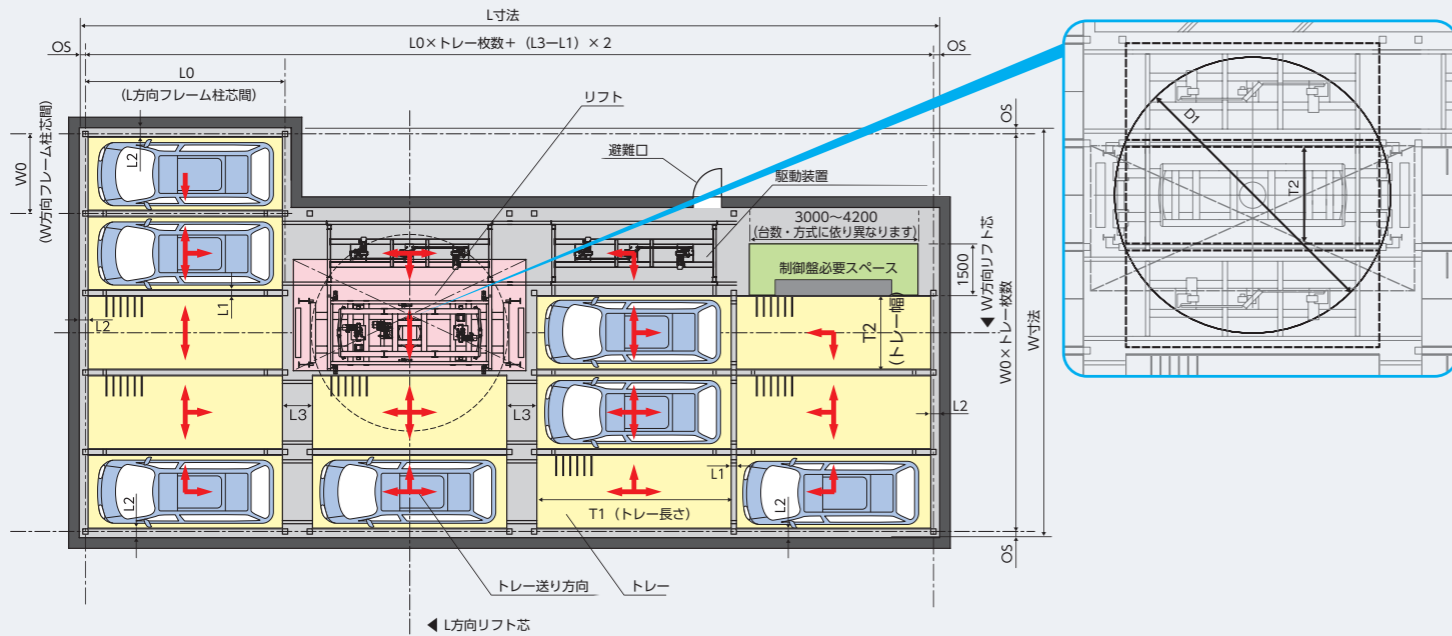 L寸法
OS
L0×トレー枚数＋（L3ーL1）×2
OS
L0
（L方向フレーム柱芯間）
（W方向フレーム柱芯間）
W0
L2
リフト
避難口
駆動装置
OS
D1
T2
3000～4200
（台数・方式に依り異なります）
制御盤必要スペース
1500
L1
L2
T2
（トレー幅）
◀ W方向リフト芯
W0×トレー枚数
W寸法
L3
L3
L2
L1
L2
L2
T1（トレー長さ）
OS
トレー送り方向
トレー
◀ L方向リフト芯